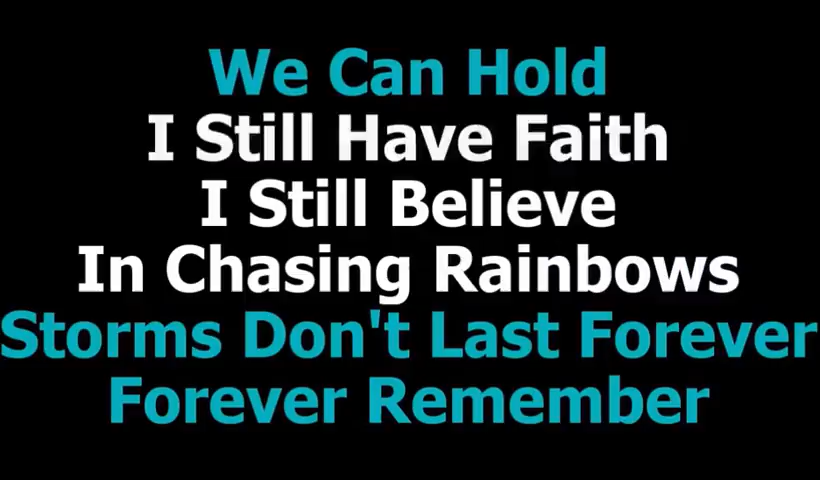 We Can Hold
I Still Have Faith
I Still Believe
In Chasing Rainbows
Storms Don't Last Forever
Forever Remember